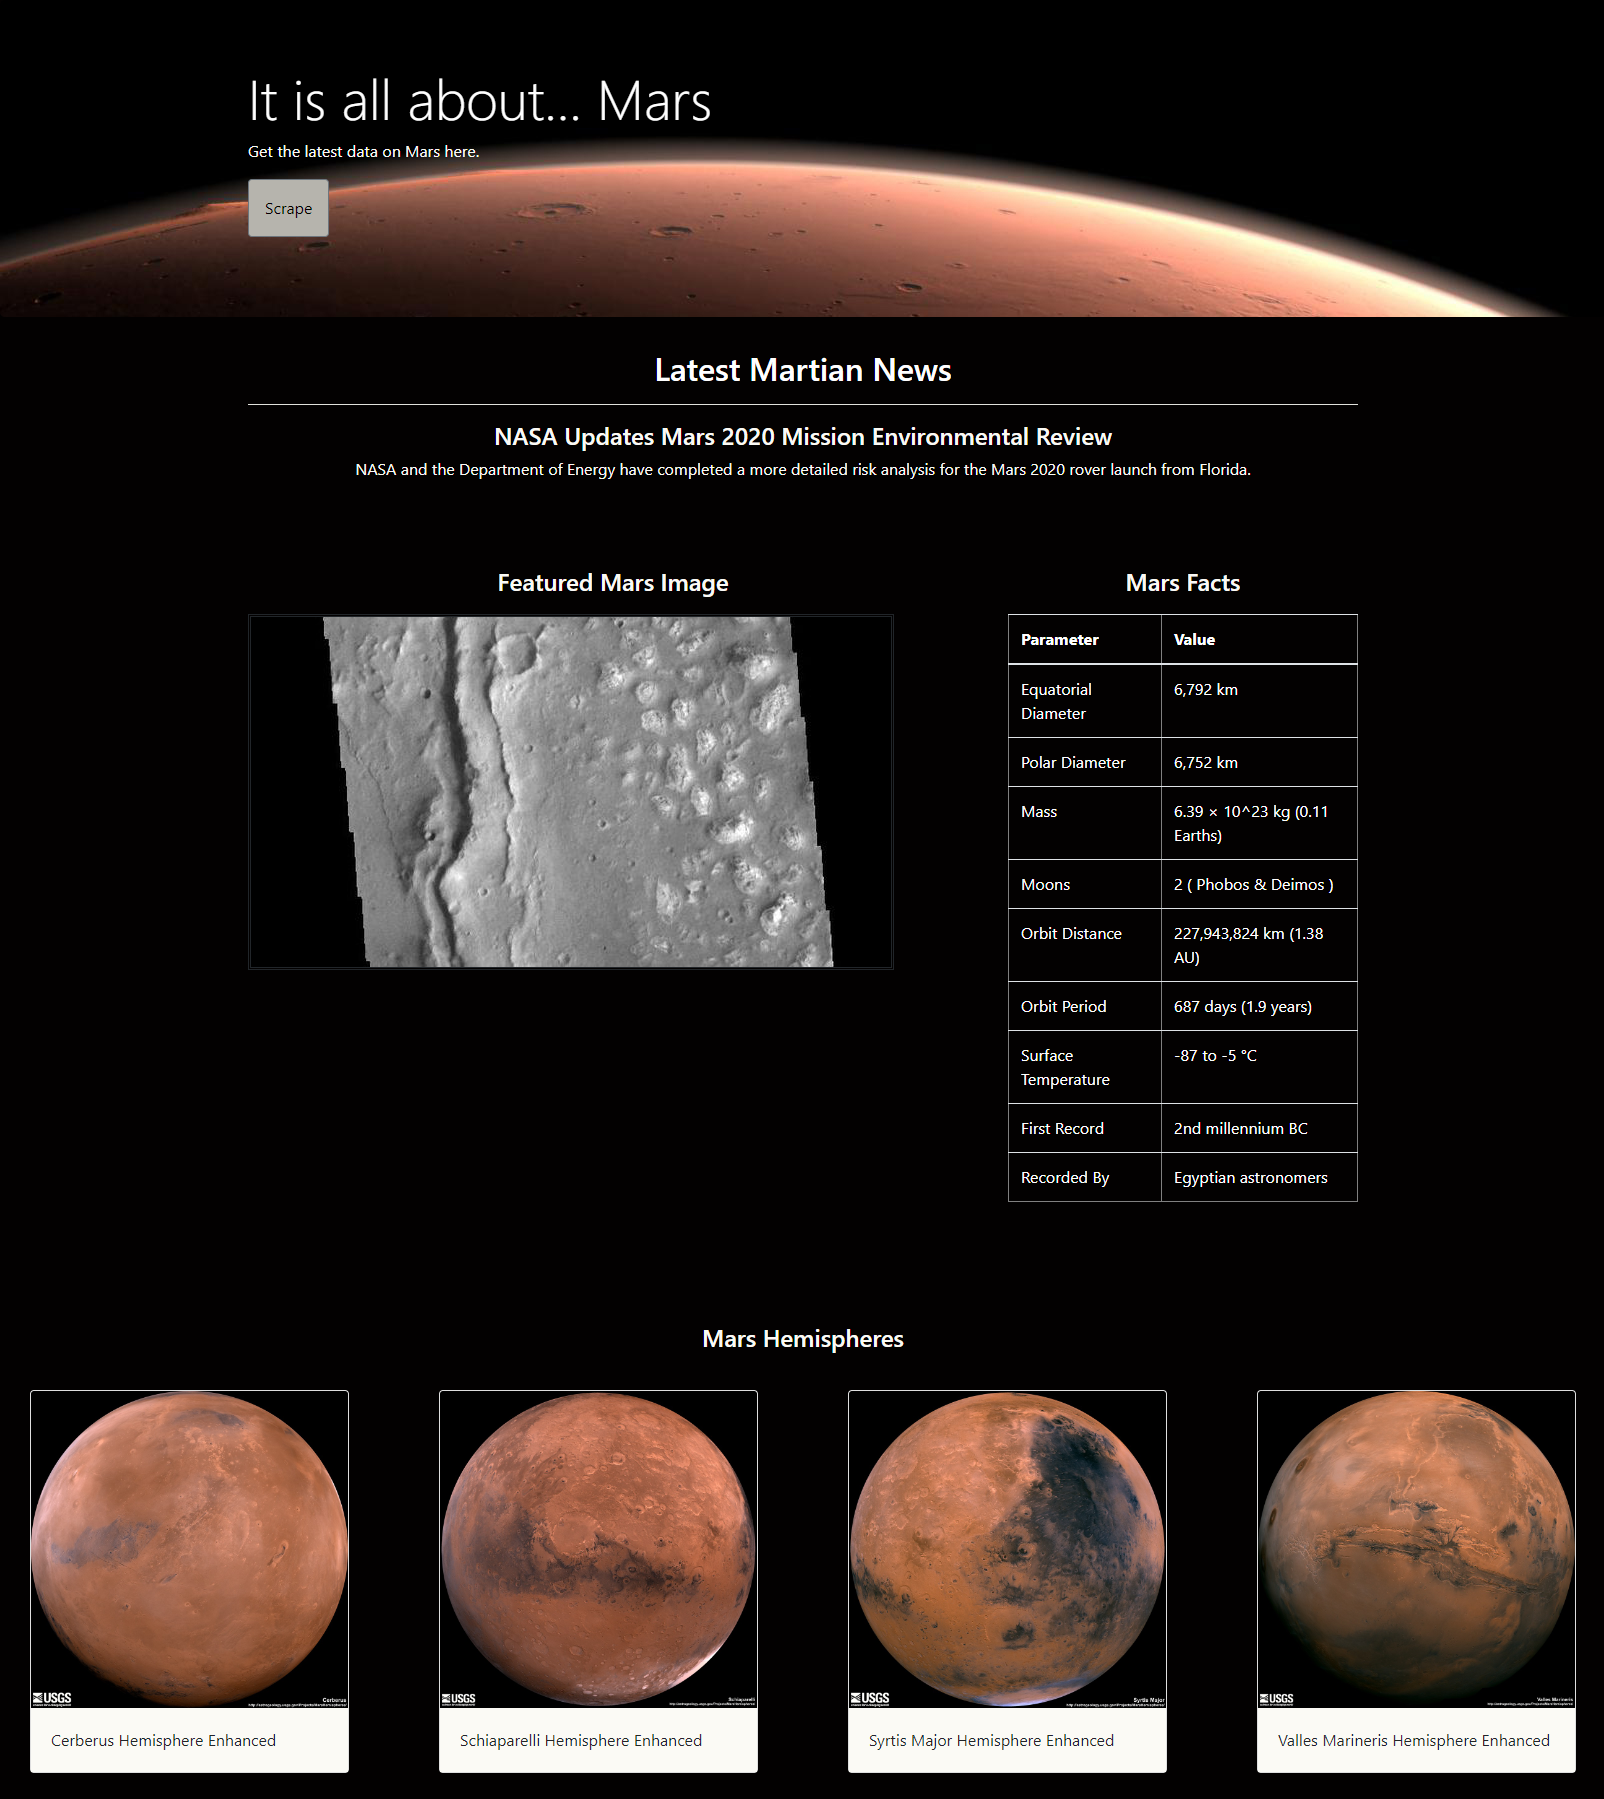 It is all about... Mars
Get the latest data on Mars here.
Scrape
Latest Martian News
NASA Updates Mars 2020 Mission Environmental Review
NASA and the Department of Energy have completed a more detailed risk analysis for the Mars 2020 rover launch from Florida.
Featured Mars Image
Mars Facts
Parameter Value
Equatorial Diameter 6,792 km
Polar Diameter 6,752 km
Mass 6.39 × 10^23 kg (0.11 Earths)
Moons 2 ( Phobos & Deimos )
Orbit Distance 227,943,824 km (1.38 AU)
Orbit Period 687 days (1.9 years)
Surface Temperature -87 to -5 °C
First Record 2nd millennium BC
Recorded By Egyptian astronomers
Mars Hemispheres
USGS
Cerberus
USGS
Schiaparelli
USGS
Syrtis Major
USGS
Valles Marineris
Cerberus Hemisphere Enhanced
Schiaparelli Hemisphere Enhanced
Syrtis Major Hemisphere Enhanced
Valles Marineris Hemisphere Enhanced